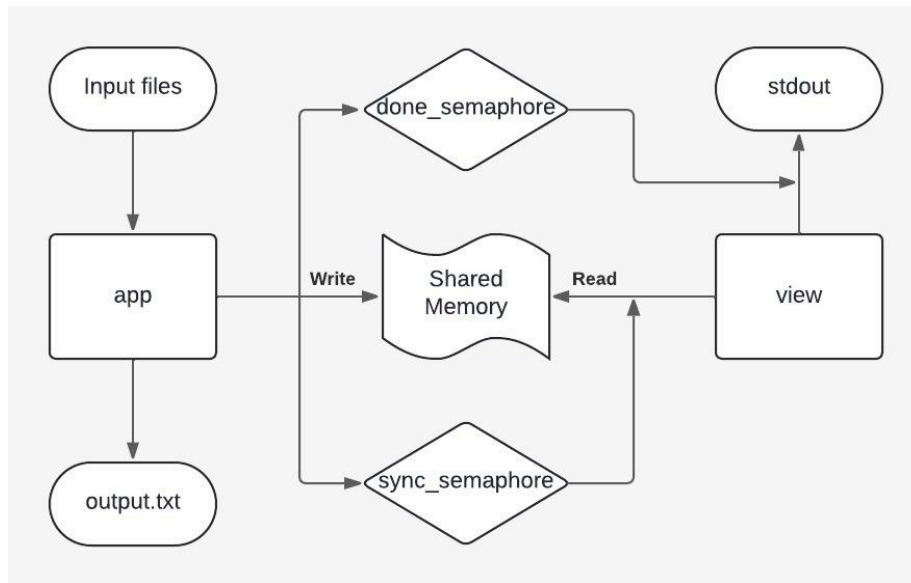 Input files
done_semaphore
stdout
app
Write
Shared
Memory
Read
view
output.txt
sync_semaphore